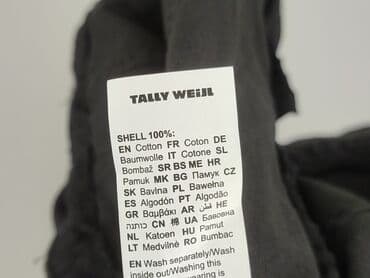 TALLY WEiJL
SHELL 100%:
EN Cotton FR Coton DE
Baumwolle IT Cotone SL
Bombaž SR BS ME HR
Pamuk MK BG Памук CZ
SK Bavlna PL Bawełna
ES Algodón PT Algodão
GR Βαμβάκι AR قطن HE
כותנה CN 棉 UA Бавовна
NL Katoen HU Pamut
LT Medvilnė RO Bumbac
EN Wash separately/Wash
inside out/Washing this